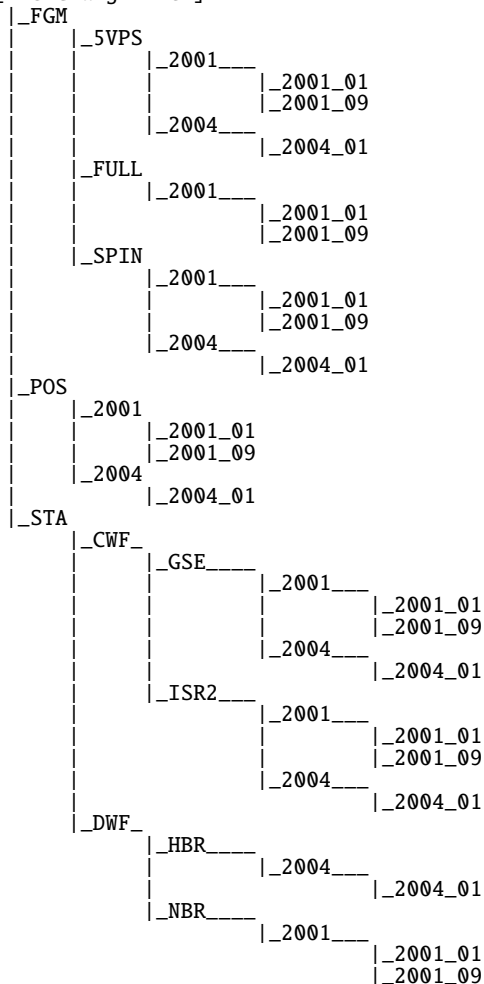 |_FGM
|     |_5VPS
|     |     |_2001___
|     |     |        |_2001_01
|     |     |        |_2001_09
|     |     |_2004___
|     |              |_2004_01
|     |_FULL
|     |     |_2001___
|     |              |_2001_01
|     |              |_2001_09
|     |_SPIN
|           |_2001___
|           |        |_2001_01
|           |        |_2001_09
|           |_2004___
|                    |_2004_01
|_POS
|     |_2001
|     |     |_2001_01
|     |     |_2001_09
|     |_2004
|           |_2004_01
|_STA
      |_CWF_
      |     |_GSE____
      |     |        |_2001___
      |     |        |        |_2001_01
      |     |        |        |_2001_09
      |     |        |_2004___
      |     |                 |_2004_01
      |     |_ISR2___
      |              |_2001___
      |              |        |_2001_01
      |              |        |_2001_09
      |              |_2004___
      |                       |_2004_01
      |_DWF_
            |_HBR____
            |        |_2004___
            |                 |_2004_01
            |_NBR____
                     |_2001___
                              |_2001_01
                              |_2001_09